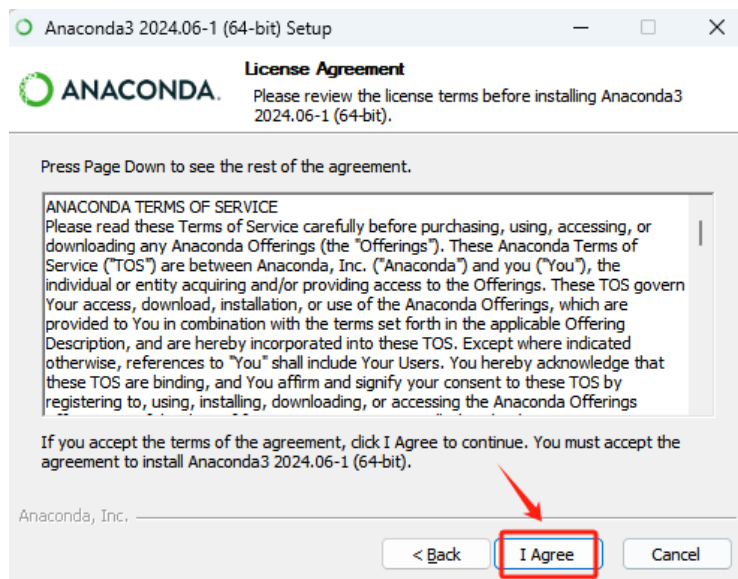 Anaconda3 2024.06-1 (64-bit) Setup
ANACONDA.
License Agreement
Please review the license terms before installing Anaconda3
2024.06-1 (64-bit).
Press Page Down to see the rest of the agreement.
ANACONDA TERMS OF SERVICE
Please read these Terms of Service carefully before purchasing, using, accessing, or
downloading any Anaconda Offerings (the "Offerings"). These Anaconda Terms of
Service ("TOS") are between Anaconda, Inc. ("Anaconda") and you ("You"), the
individual or entity acquiring and/or providing access to the Offerings. These TOS govern
Your access, download, installation, or use of the Anaconda Offerings, which are
provided to You in combination with the terms set forth in the applicable Offering
Description, and are hereby incorporated into these TOS. Except where indicated
otherwise, references to "You" shall include Your Users. You hereby acknowledge that
these TOS are binding, and You affirm and signify your consent to these TOS by
registering to, using, installing, downloading, or accessing the Anaconda Offerings
If you accept the terms of the agreement, click I Agree to continue. You must accept the
agreement to install Anaconda3 2024.06-1 (64-bit).
Anaconda, Inc.
< Back
I Agree
Cancel